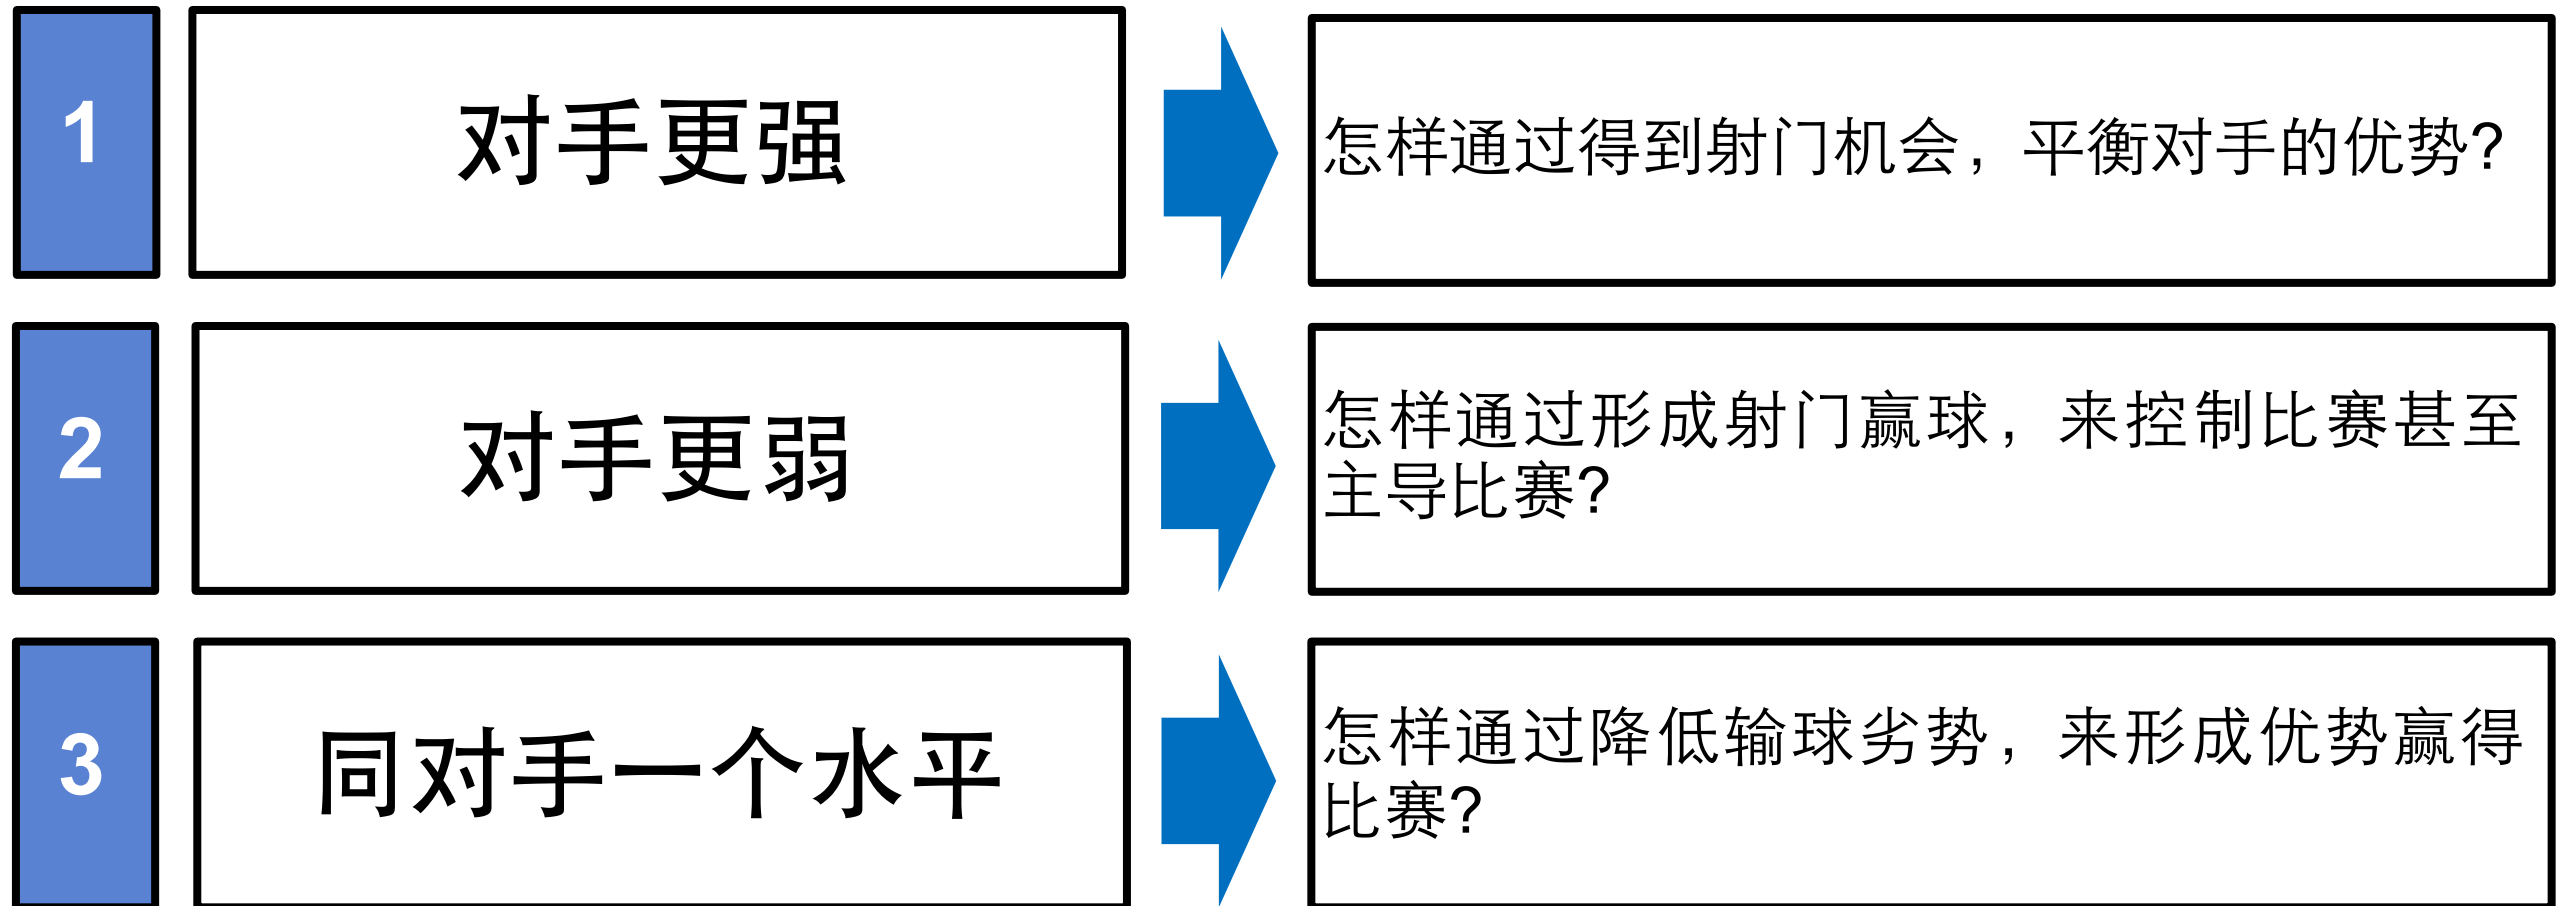 1
对手更强
怎样通过得到射门机会，平衡对手的优势?
2
对手更弱
怎样通过形成射门赢球，来控制比赛甚至
主导比赛?
3
同对手一个水平
怎样通过降低输球劣势，来形成优势赢得
比赛?